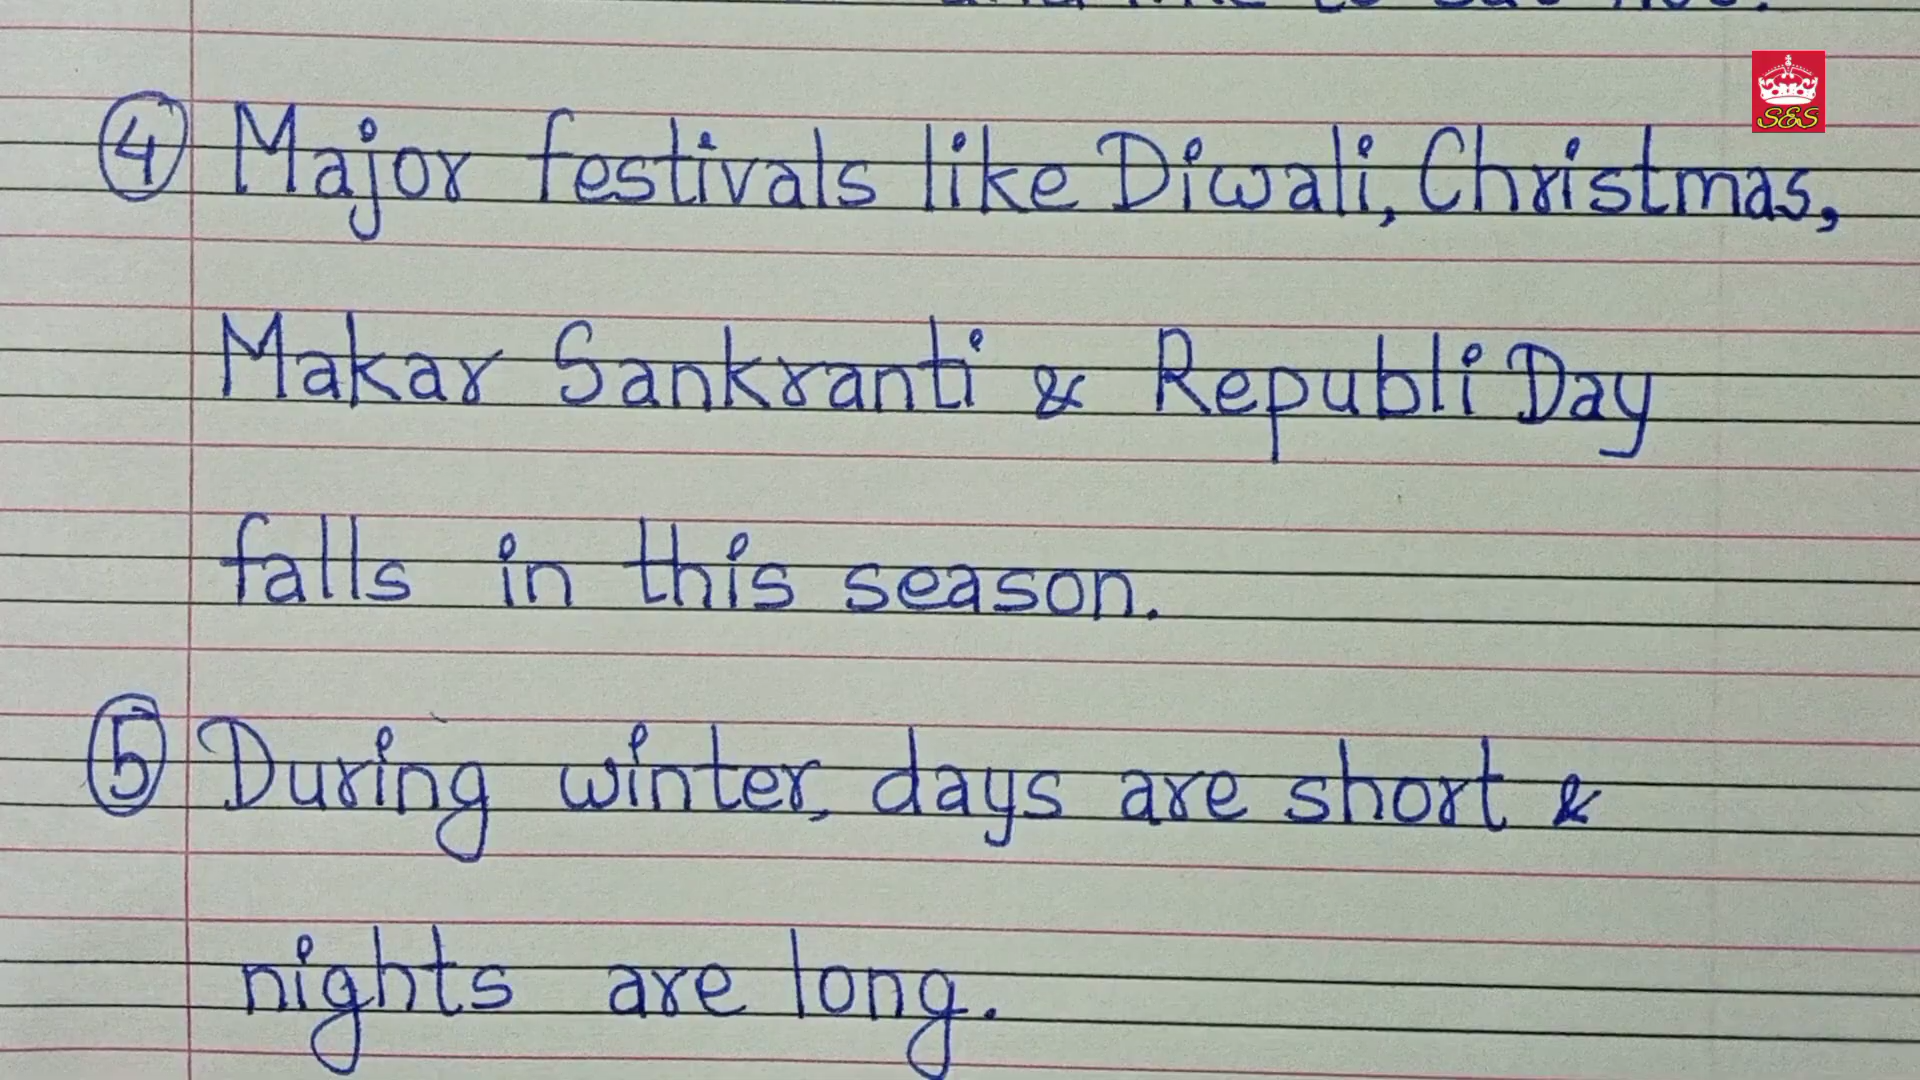 ④ Major festivals like Diwali, Christmas,
S&S
Makar Sankranti & Republi Day
falls in this season.
⑤ During winter, days are short &
nights are long.